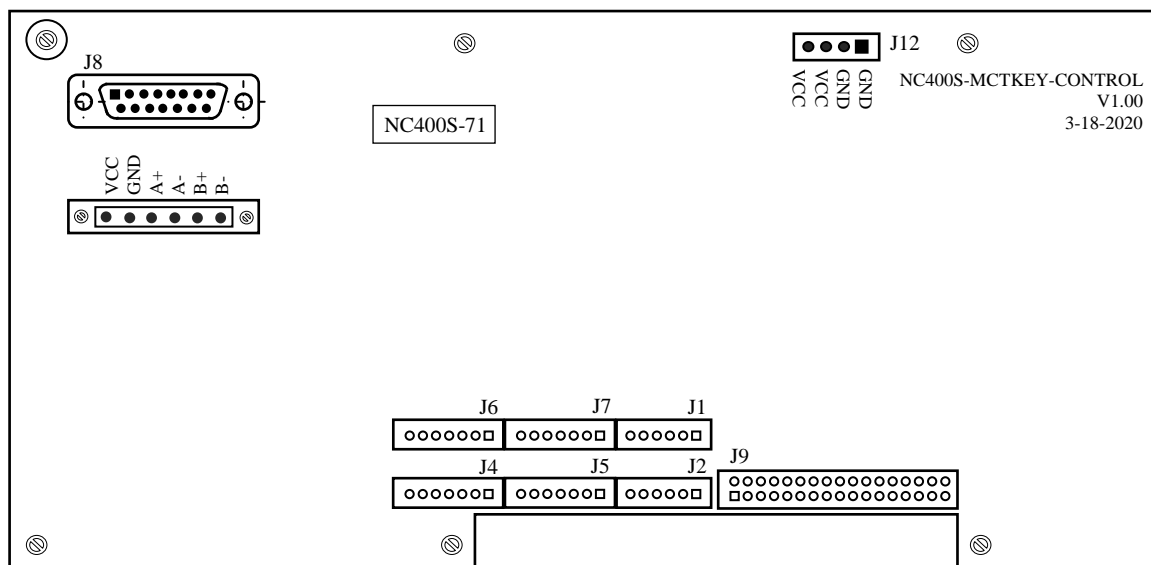 J8
J12
NC400S-MCTKEY-CONTROL
V1.00
3-18-2020
VCC
VCC
GND
GND
NC400S-71
VCC
GND
A+
A-
B+
B-
J6
J7
J1
J4
J5
J2
J9